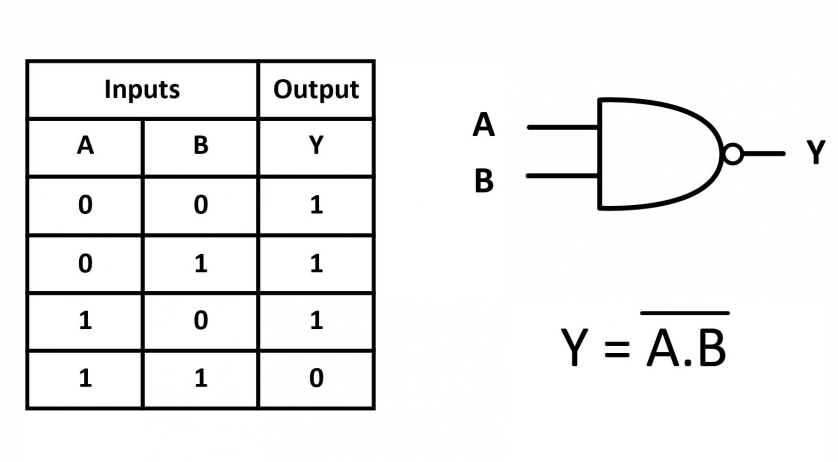 Inputs Output
A B Y
0 0 1
0 1 1
1 0 1
1 1 0
A
B
Y
Y = A̅.̅B̅